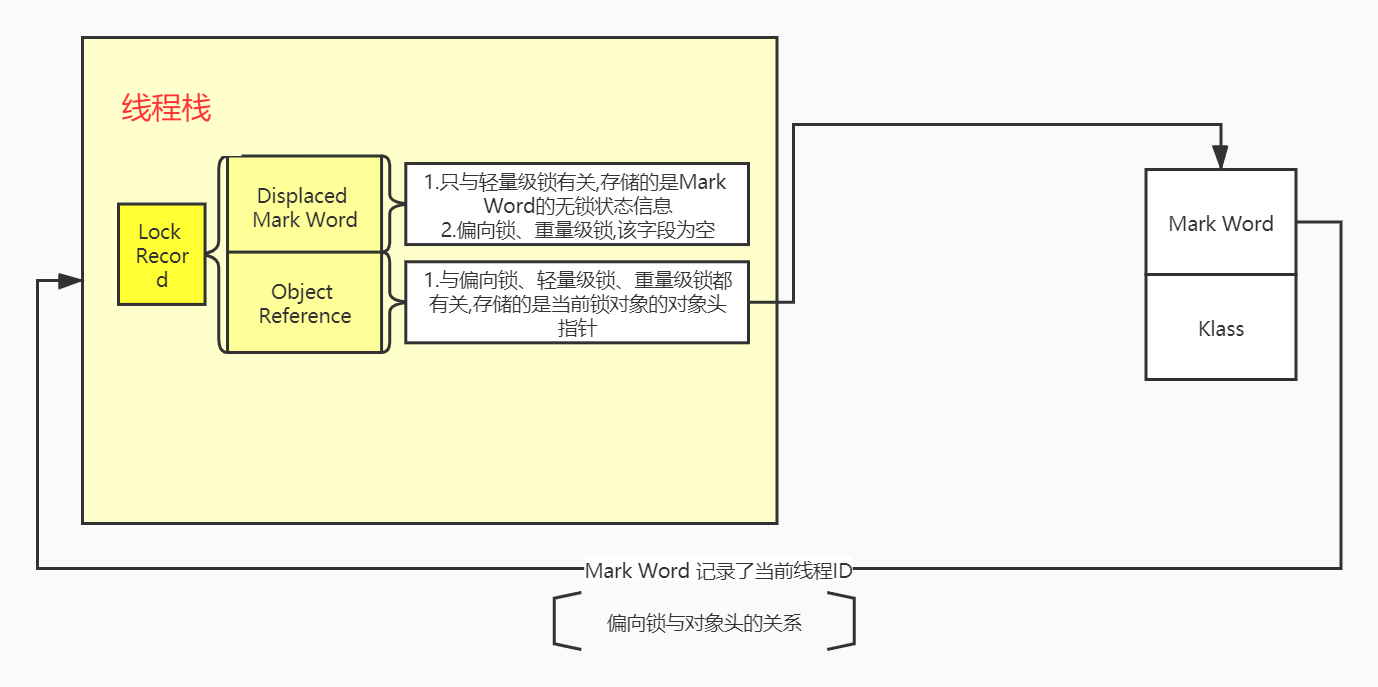 线程栈
Lock
Recor
d
Displaced
Mark Word
1.只与轻量级锁有关,存储的是Mark
Word的无锁状态信息
2.偏向锁、重量级锁,该字段为空
Object
Reference
1.与偏向锁、轻量级锁、重量级锁都
有关,存储的是当前锁对象的对象头
指针
Mark Word
Klass
Mark Word 记录了当前线程ID
偏向锁与对象头的关系